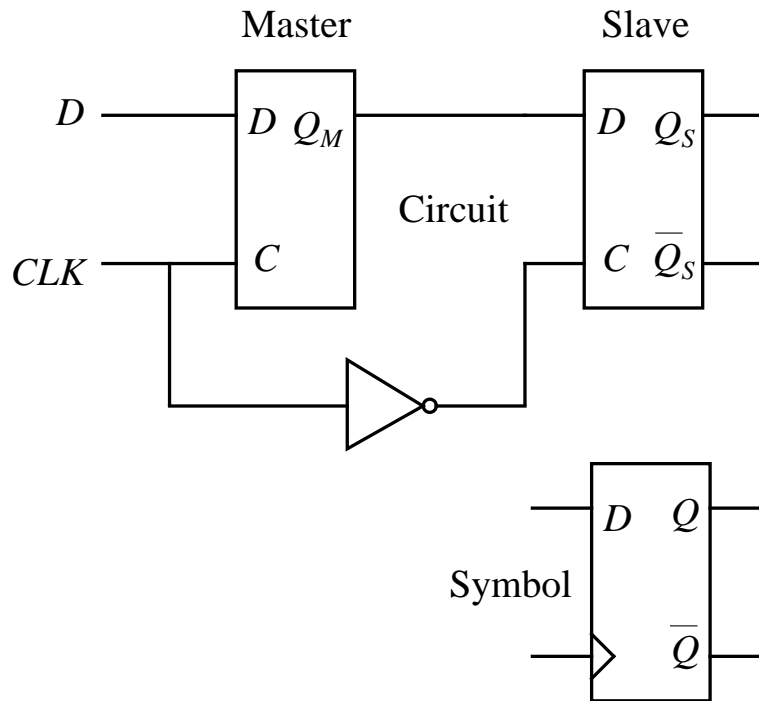 Master Slave
D D Q_M D Q_S
Circuit
CLK C C Q̅_S
D Q
Symbol
Q̅